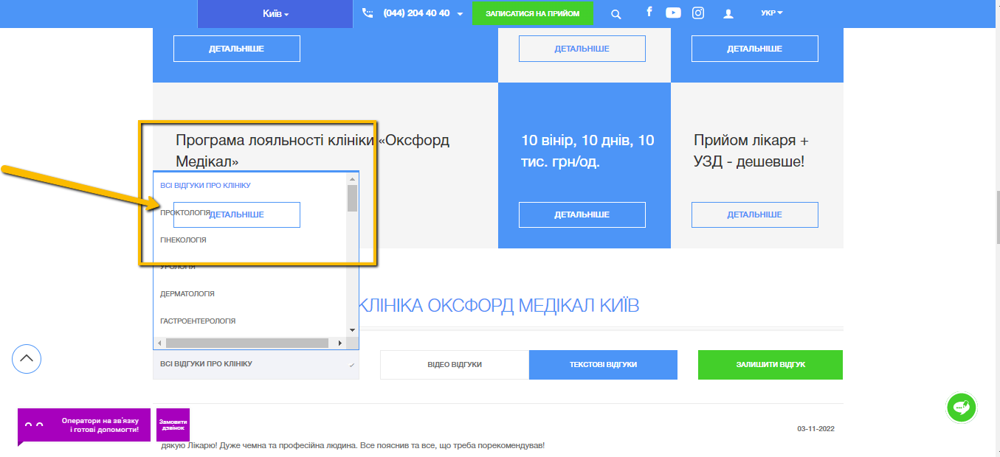 Київ
(044) 204 40 40
ЗАПИСАТИСЯ НА ПРИЙОМ
УКР
ДЕТАЛЬНІШЕ
ДЕТАЛЬНІШЕ
ДЕТАЛЬНІШЕ
Програма лояльності клініки «Оксфорд
Медікал»
10 вінір, 10 днів, 10
тис. грн/од.
Прийом лікаря +
УЗД - дешевше!
ВСІ ВІДГУКИ ПРО КЛІНІКУ
ПРОКТОЛОГІЯ
ДЕТАЛЬНІШЕ
ДЕТАЛЬНІШЕ
ДЕТАЛЬНІШЕ
ГІНЕКОЛОГІЯ
УРОЛОГІЯ
ДЕРМАТОЛОГІЯ
ГАСТРОЕНТЕРОЛОГІЯ
КЛІНІКА ОКСФОРД МЕДІКАЛ КИЇВ
ВСІ ВІДГУКИ ПРО КЛІНІКУ
ВІДЕО ВІДГУКИ
ТЕКСТОВІ ВІДГУКИ
ЗАЛИШИТИ ВІДГУК
Оператори на зв'язку
і готові допомогти!
Замовити
дзвінок
03-11-2022
дякую Лікарю! Дуже чемна та професійна людина. Все пояснив та все, що треба порекомендував!